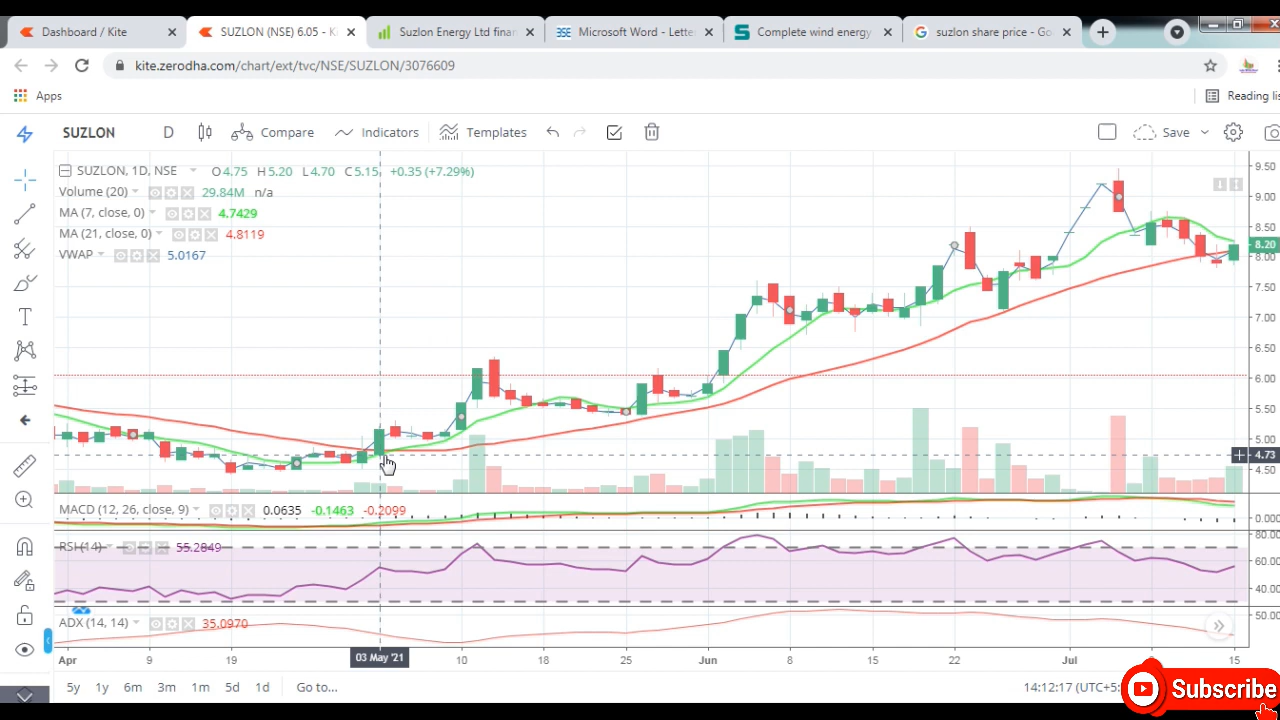 Dashboard / Kite
SUZLON (NSE) 6.05 - K
Suzlon Energy Ltd fin
Microsoft Word - Lette
Complete wind energy
suzlon share price - Go
kite.zerodha.com/chart/ext/tvc/NSE/SUZLON/3076609
Apps
Reading lis
SUZLON D Compare Indicators Templates Save
SUZLON, 1D, NSE O4.75 H5.20 L4.70 C5.15 +0.35 (+7.29%)
Volume (20) 29.84M n/a
MA (7, close, 0) 4.7429
MA (21, close, 0) 4.8119
VWAP 5.0167
9.50
9.00
8.50
8.20
8.00
7.50
7.00
6.50
6.00
5.50
5.00
4.73
4.50
MACD (12, 26, close, 9) 0.0635 -0.1463 -0.2099
0.000
RSI (14) 55.2849
80.00
60.00
40.00
ADX (14, 14) 35.0970
50.00
Apr 9 19 03 May '21 10 18 25 Jun 8 15 22 Jul 15
5y 1y 6m 3m 1m 5d 1d Go to...
14:12:17 (UTC+5:
Subscribe